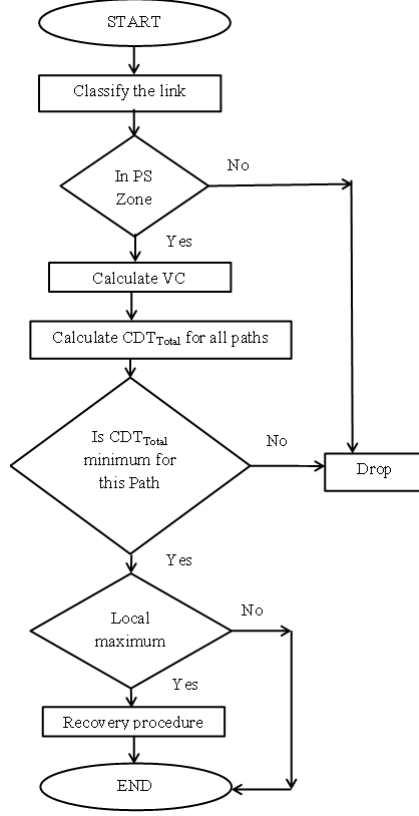 START
Classify the link
In PS
Zone
No
Yes
Calculate VC
Calculate CDTTotal for all paths
Is CDTTotal
minimum for
this Path
No
Drop
Yes
Local
maximum
No
Yes
Recovery procedure
END